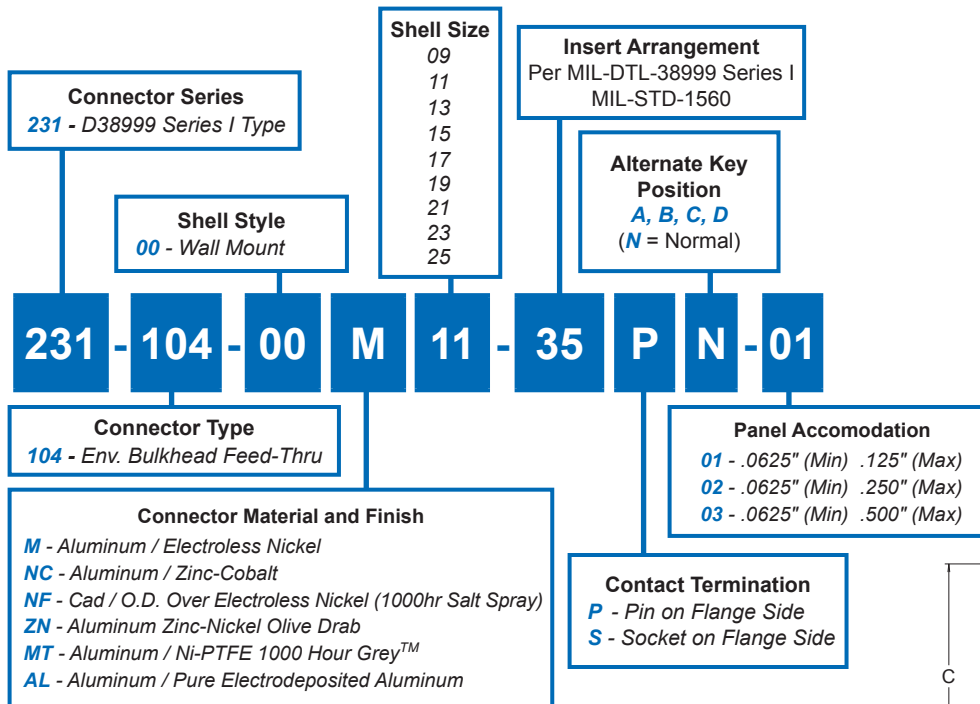 Connector Series
231 - D38999 Series I Type
Shell Style
00 - Wall Mount
Shell Size
09
11
13
15
17
19
21
23
25
Insert Arrangement
Per MIL-DTL-38999 Series I
MIL-STD-1560
Alternate Key
Position
A, B, C, D
(N = Normal)
231 - 104 - 00 M 11 - 35 P N - 01
Connector Type
104 - Env. Bulkhead Feed-Thru
Connector Material and Finish
M - Aluminum / Electroless Nickel
NC - Aluminum / Zinc-Cobalt
NF - Cad / O.D. Over Electroless Nickel (1000hr Salt Spray)
ZN - Aluminum Zinc-Nickel Olive Drab
MT - Aluminum / Ni-PTFE 1000 Hour Grey™
AL - Aluminum / Pure Electrodeposited Aluminum
Contact Termination
P - Pin on Flange Side
S - Socket on Flange Side
Panel Accomodation
01 - .0625" (Min) .125" (Max)
02 - .0625" (Min) .250" (Max)
03 - .0625" (Min) .500" (Max)
C